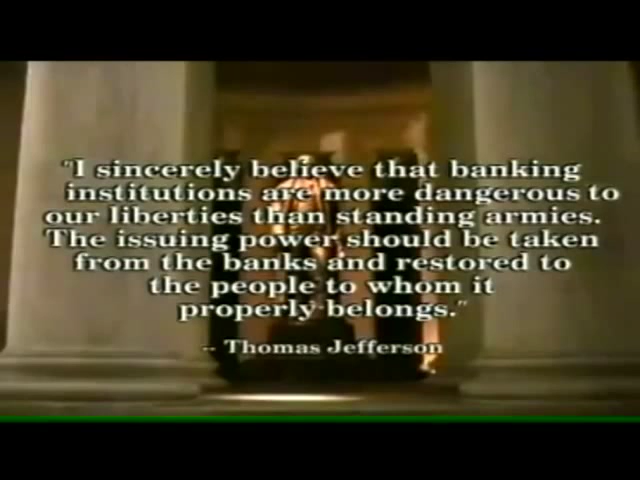 "I sincerely believe that banking
institutions are more dangerous to
our liberties than standing armies.
The issuing power should be taken
from the banks and restored to
the people to whom it
properly belongs."
-- Thomas Jefferson